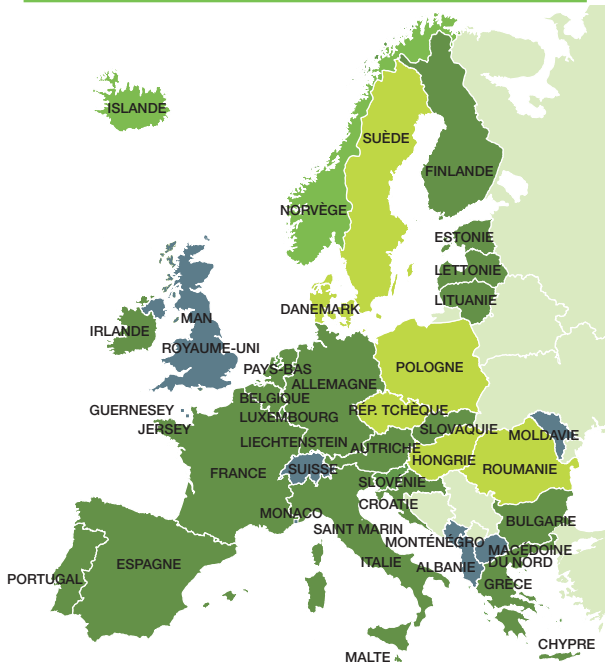 ISLANDE
SUÈDE
FINLANDE
NORVÈGE
ESTONIE
LETTONIE
LITUANIE
DANEMARK
MAN
IRLANDE
ROYAUME-UNI
PAYS-BAS
POLOGNE
ALLEMAGNE
BELGIQUE
GUERNESEY
RÉP. TCHÈQUE
LUXEMBOURG
JERSEY
SLOVAQUIE
MOLDAVIE
LIECHTENSTEIN
AUTRICHE
HONGRIE
SUISSE
ROUMANIE
FRANCE
SLOVÉNIE
CROATIE
MONACO
BULGARIE
SAINT MARIN
MONTÉNÉGRO
MACÉDOINE
DU NORD
ITALIE
ALBANIE
ESPAGNE
PORTUGAL
GRÈCE
CHYPRE
MALTE